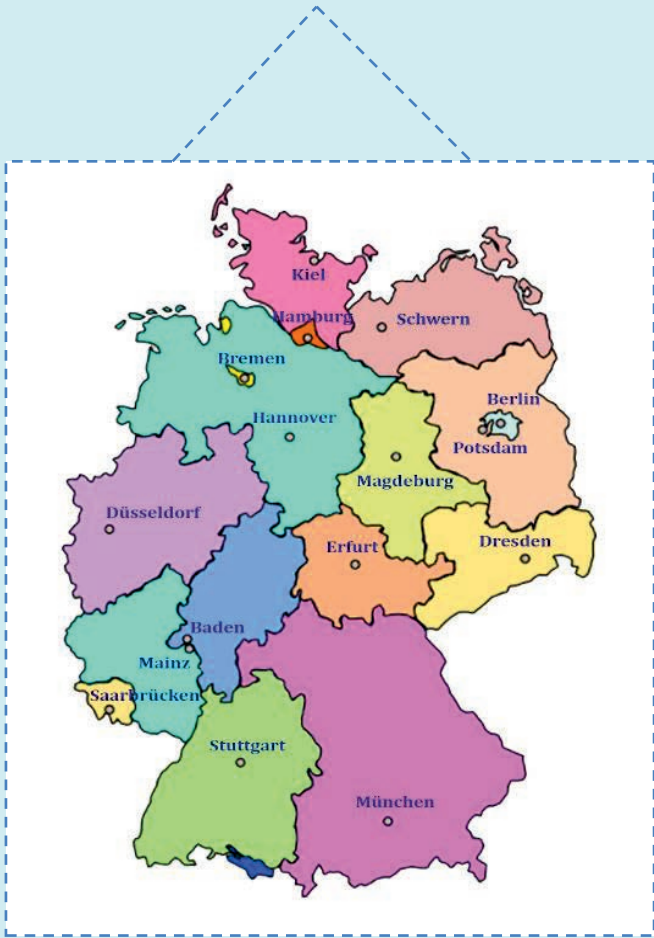 Kiel
Hamburg
Schwern
Bremen
Berlin
Hannover
Potsdam
Magdeburg
Düsseldorf
Erfurt
Dresden
Baden
Mainz
Saarbrücken
Stuttgart
München